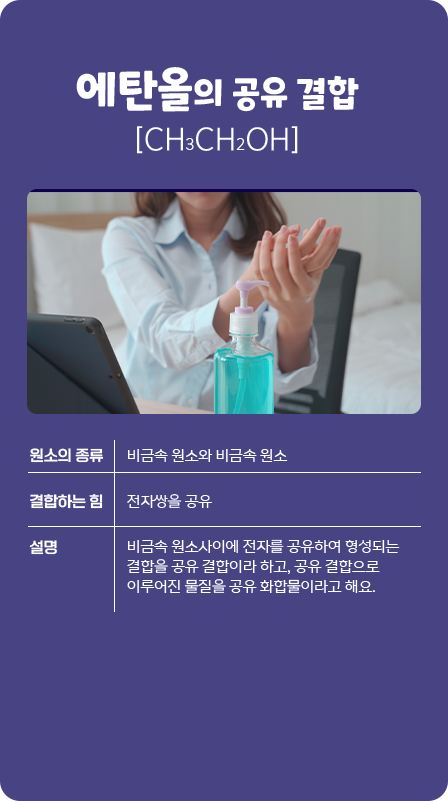 에탄올의 공유 결합
[CH₃CH₂OH]
원소의 종류 비금속 원소와 비금속 원소
결합하는 힘 전자쌍을 공유
설명 비금속 원소사이에 전자를 공유하여 형성되는
결합을 공유 결합이라 하고, 공유 결합으로
이루어진 물질을 공유 화합물이라고 해요.